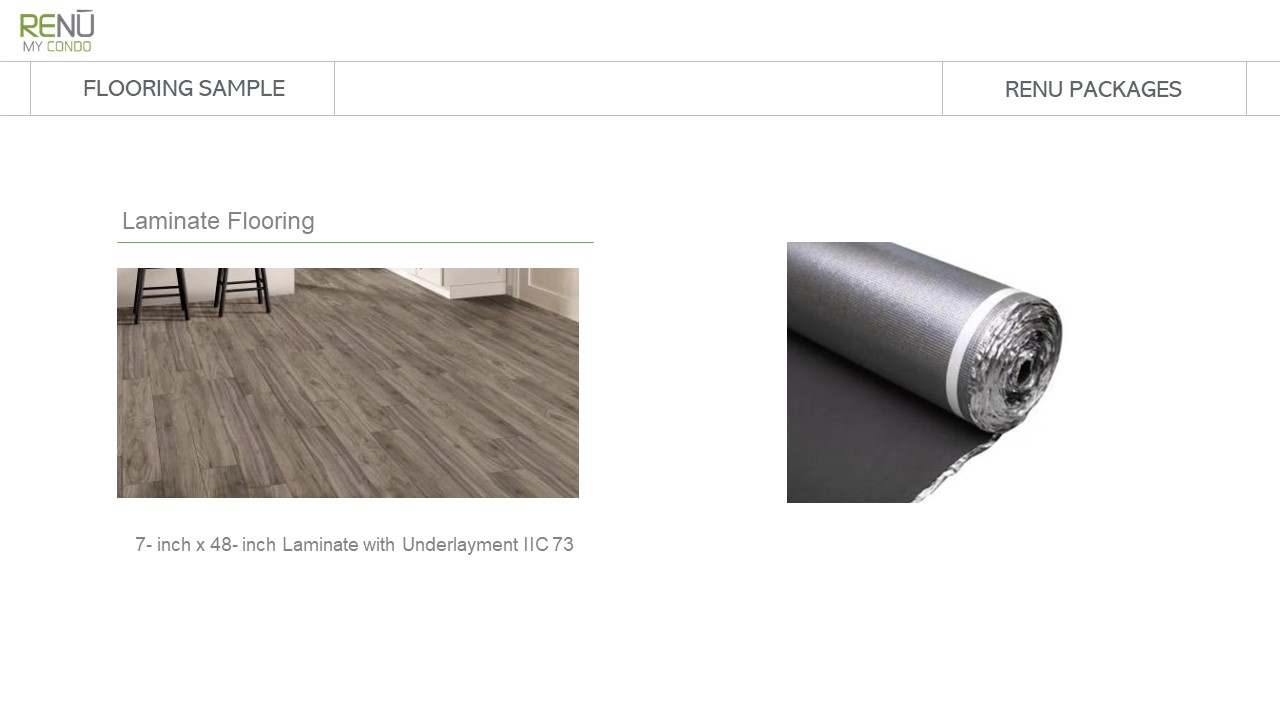 RENŪ
MY CONDO
FLOORING SAMPLE
RENU PACKAGES
Laminate Flooring
7- inch x 48- inch Laminate with Underlayment IIC 73